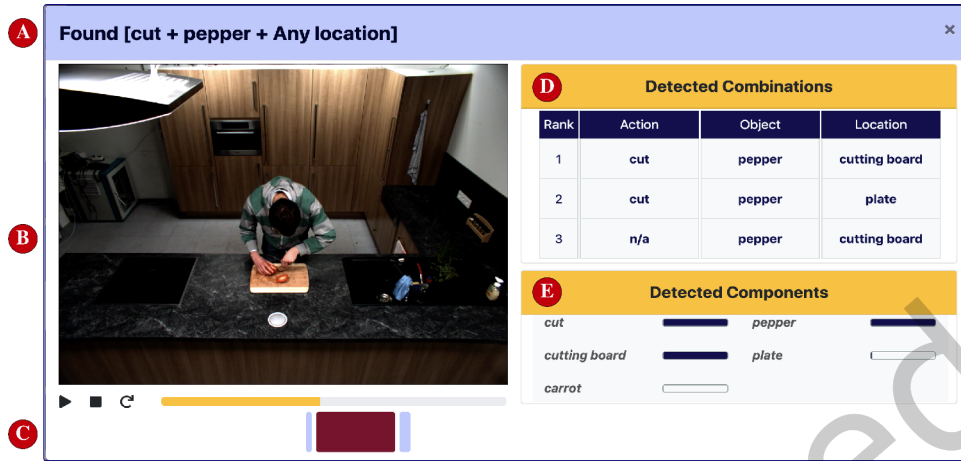 A
Found [cut + pepper + Any location]
×
B
C
D
Detected Combinations
Rank Action Object Location
1 cut pepper cutting board
2 cut pepper plate
3 n/a pepper cutting board
E
Detected Components
cut pepper
cutting board plate
carrot
ed